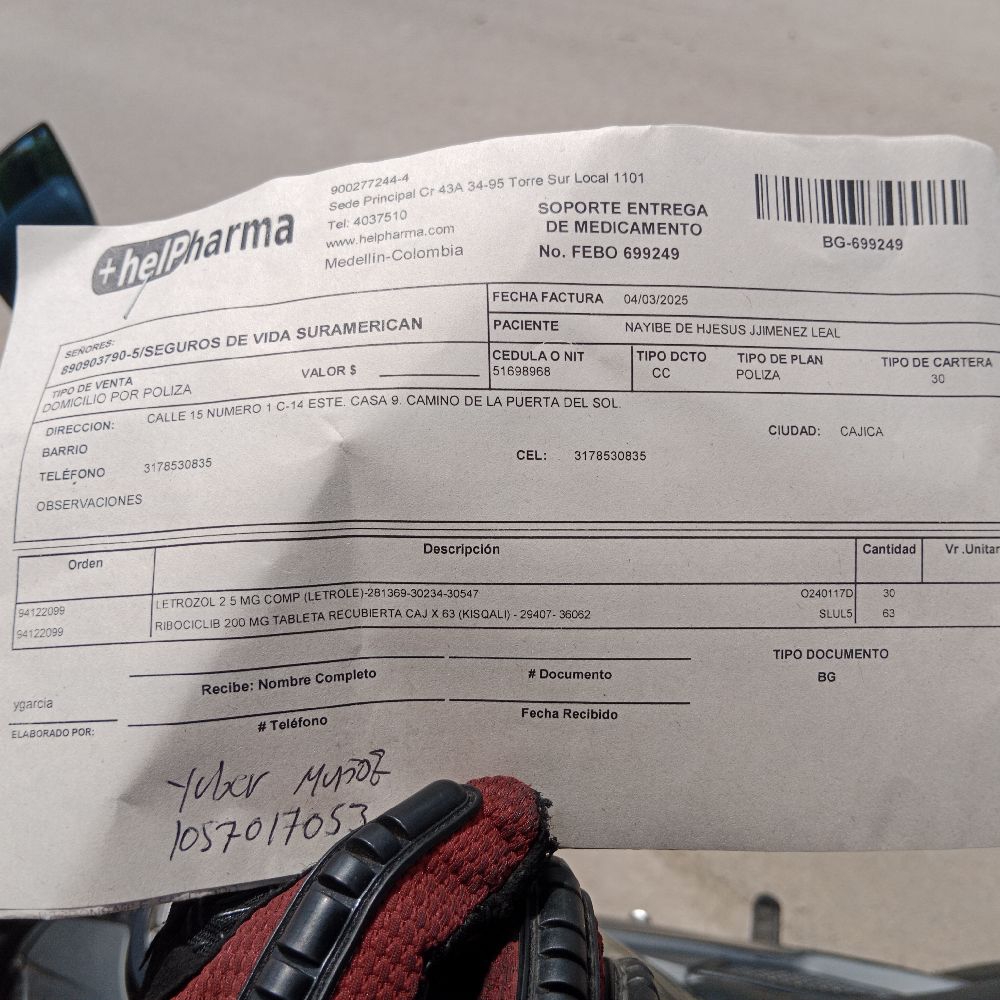 +helPharma
900277244-4
Sede Principal Cr 43A 34-95 Torre Sur Local 1101
Tel: 4037510
www.helpharma.com
Medellín-Colombia
SOPORTE ENTREGA
DE MEDICAMENTO
No. FEBO 699249
BG-699249
SEÑORES:
890903790-5/SEGUROS DE VIDA SURAMERICAN
FECHA FACTURA 04/03/2025
PACIENTE NAYIBE DE HJESUS JJIMENEZ LEAL
TIPO DE VENTA
DOMICILIO POR POLIZA
VALOR $
CEDULA O NIT
51698968
TIPO DCTO
CC
TIPO DE PLAN
POLIZA
TIPO DE CARTERA
30
DIRECCION: CALLE 15 NUMERO 1 C-14 ESTE. CASA 9. CAMINO DE LA PUERTA DEL SOL.
BARRIO
CIUDAD: CAJICA
TELÉFONO 3178530835
CEL: 3178530835
OBSERVACIONES
Orden Descripción Cantidad Vr .Unitar
94122099 LETROZOL 2 5 MG COMP (LETROLE)-281369-30234-30547 O240117D 30
94122099 RIBOCICLIB 200 MG TABLETA RECUBIERTA CAJ X 63 (KISQALI) - 29407- 36062 SLUL5 63
Recibe: Nombre Completo
# Documento
TIPO DOCUMENTO
BG
ygarcia
ELABORADO POR:
# Teléfono
Fecha Recibido
Yuber Muñoz
1057017053